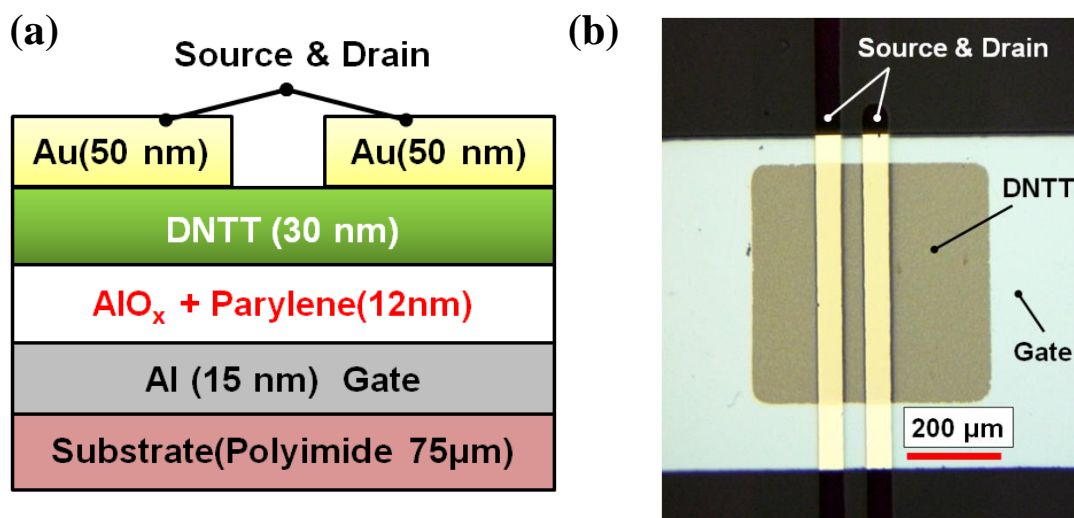 (a)
Source & Drain
Au(50 nm)
Au(50 nm)
DNTT (30 nm)
AlOx + Parylene(12nm)
Al (15 nm) Gate
Substrate(Polyimide 75μm)
(b)
Source & Drain
DNTT
Gate
200 μm